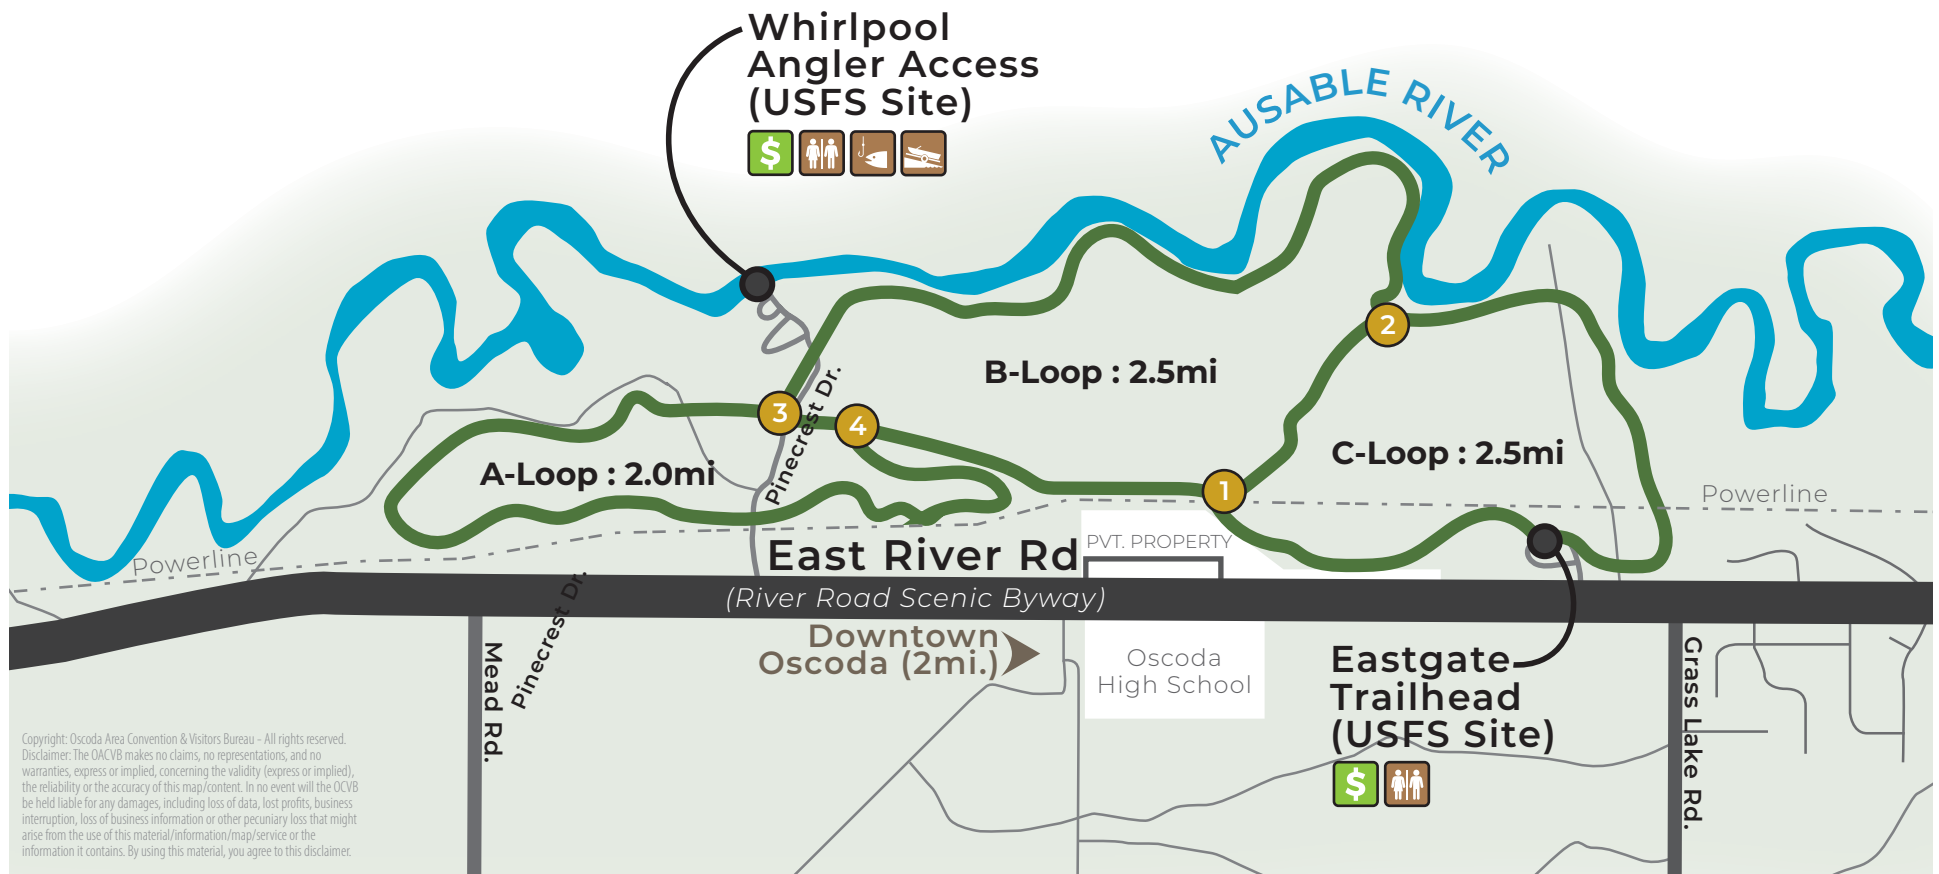 Whirlpool
Angler Access
(USFS Site)
$
AUSABLE RIVER
2
B-Loop : 2.5mi
Pinecrest Dr.
3
4
C-Loop : 2.5mi
A-Loop : 2.0mi
1
Powerline
Powerline
East River Rd
PVT. PROPERTY
(River Road Scenic Byway)
Pinecrest Dr.
Mead Rd.
Downtown
Oscoda (2mi.)
Oscoda
High School
Eastgate
Trailhead
(USFS Site)
$
Grass Lake Rd.
Copyright: Oscoda Area Convention & Visitors Bureau - All rights reserved.
Disclaimer: The OACVB makes no claims, no representations, and no
warranties, express or implied, concerning the validity (express or implied),
the reliability or the accuracy of this map/content. In no event will the OCVB
be held liable for any damages, including loss of data, lost profits, business
interruption, loss of business information or other pecuniary loss that might
arise from the use of this material/information/map/service or the
information it contains. By using this material, you agree to this disclaimer.